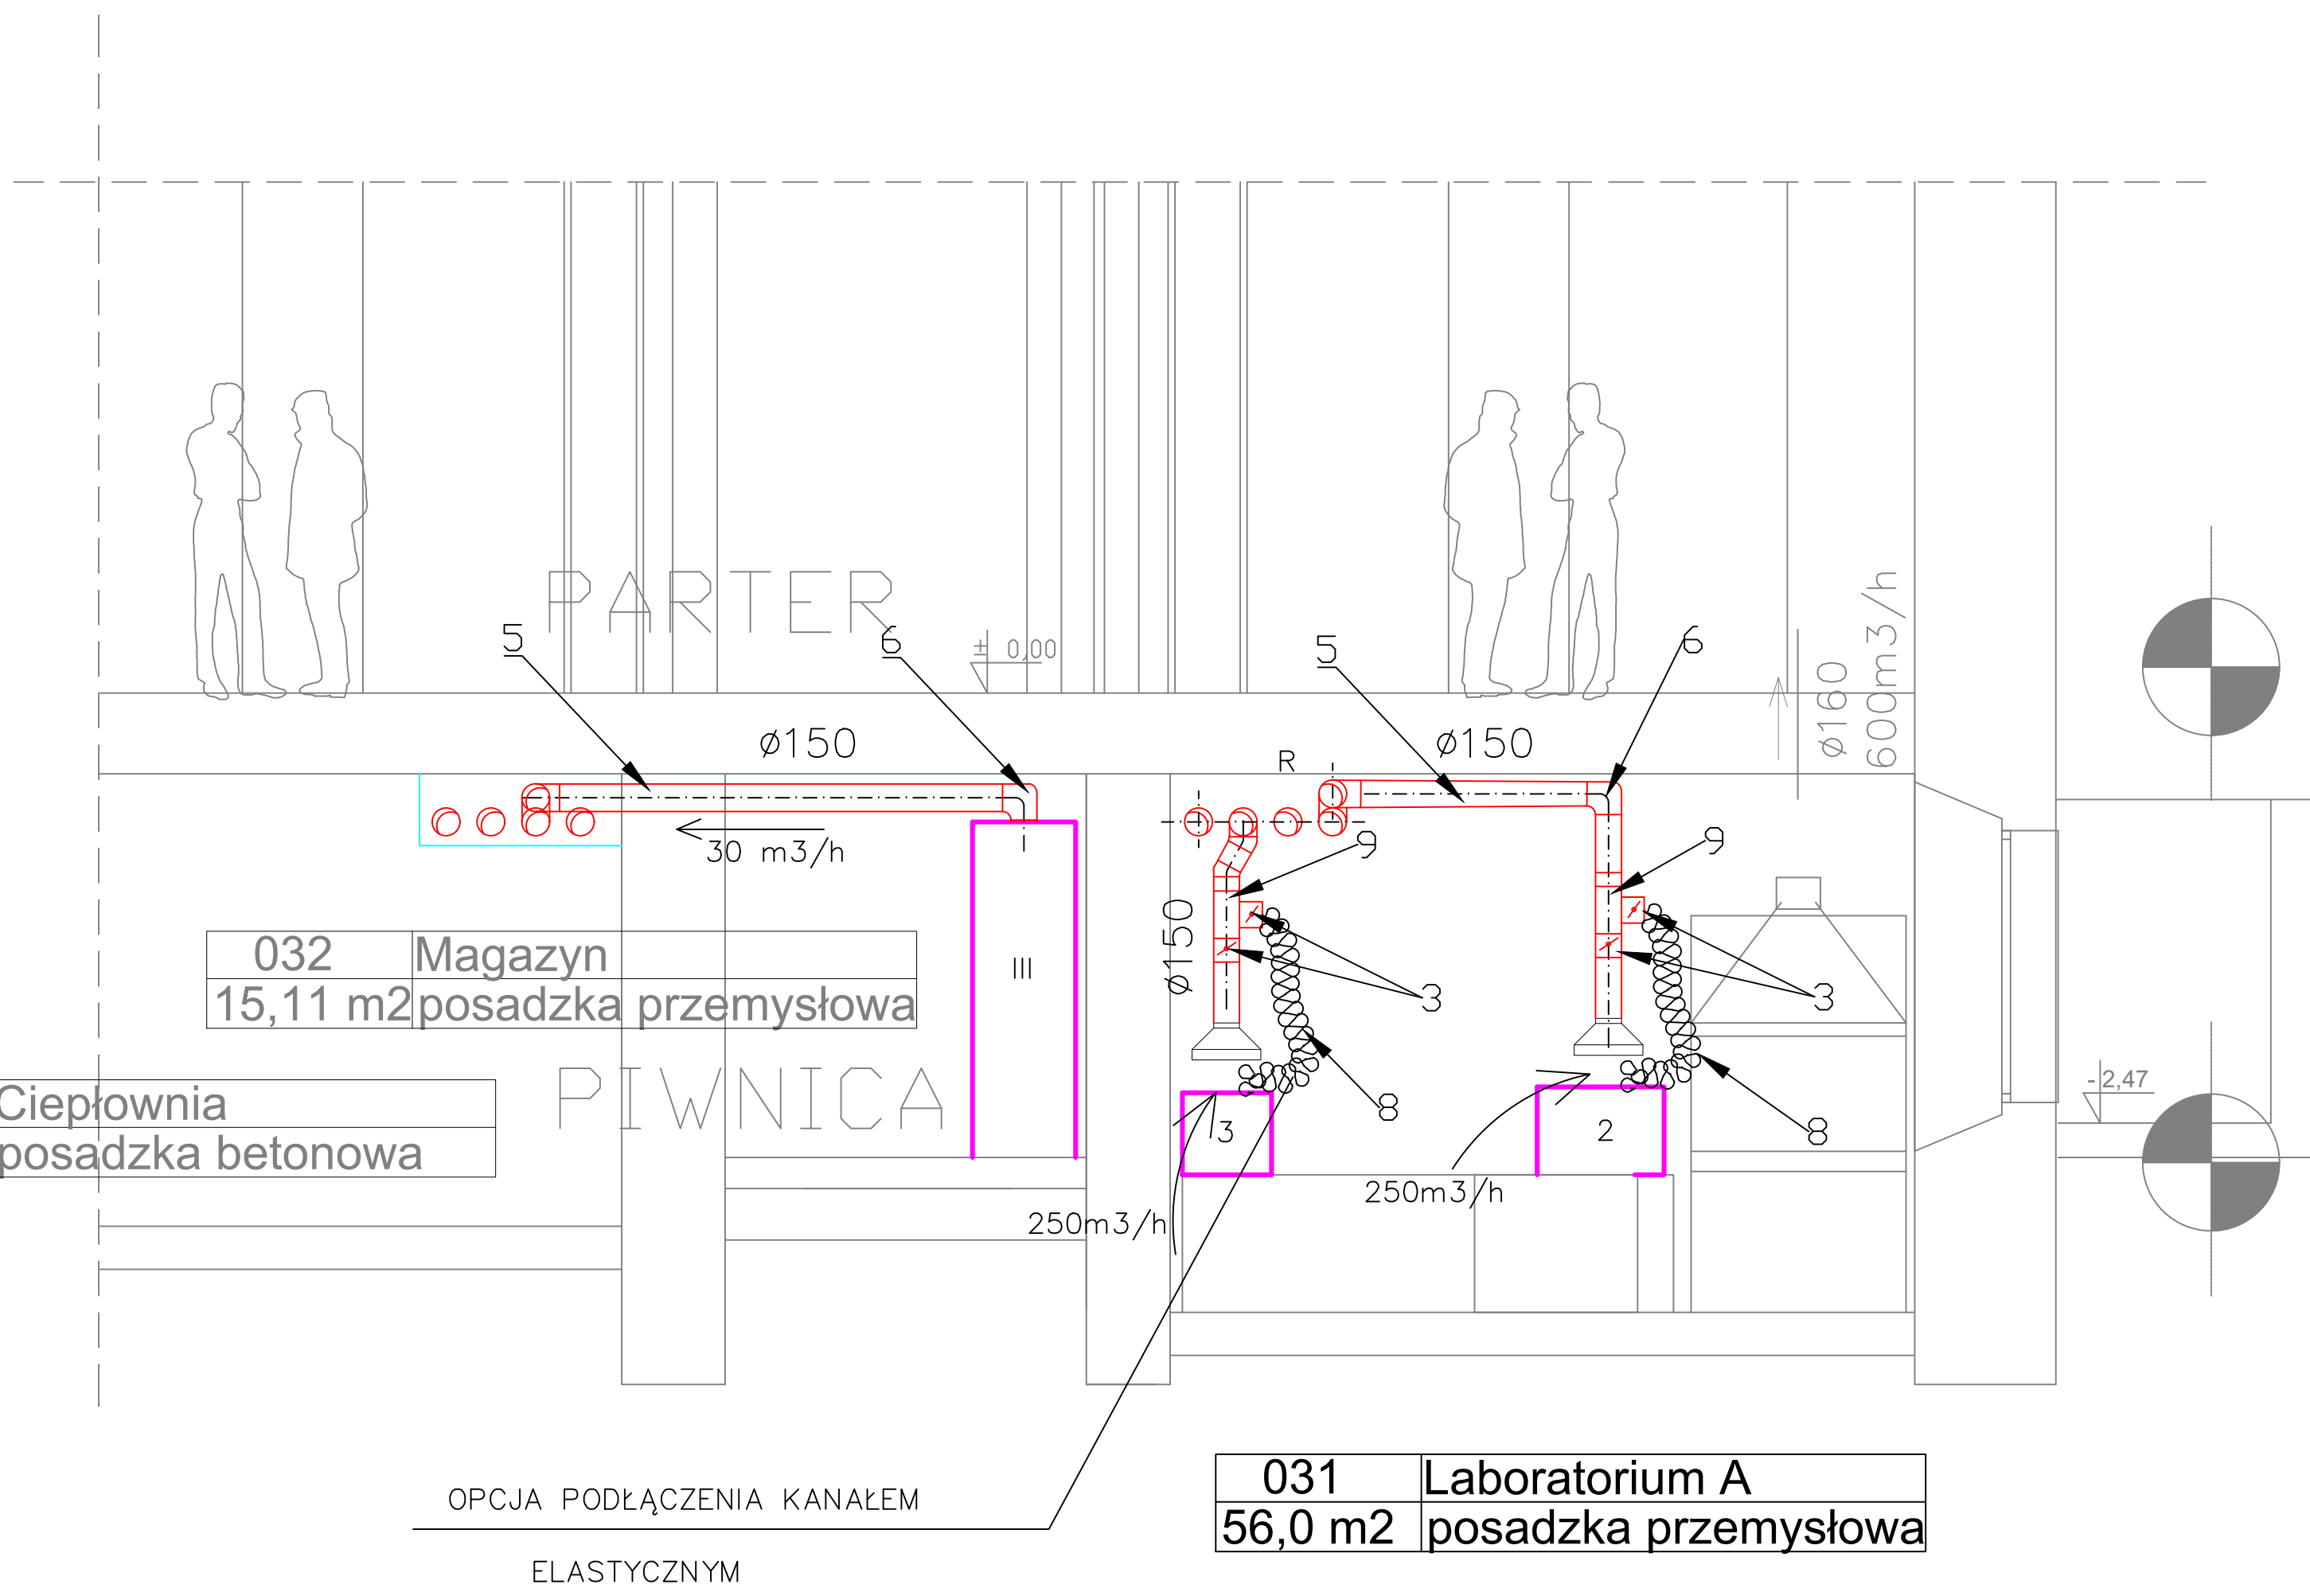 PARTER
5
6
± 0,00
5
6
ø160
600m3/h
ø150
ø150
R
30 m3/h
9
9
ø150
3
3
III
032 Magazyn
15,11 m2 posadzka przemysłowa
PIWNICA
Ciepłownia
posadzka betonowa
- 2,47
8
8
3
2
250m3/h
250m3/h
OPCJA PODŁĄCZENIA KANAŁEM
ELASTYCZNYM
031 Laboratorium A
56,0 m2 posadzka przemysłowa